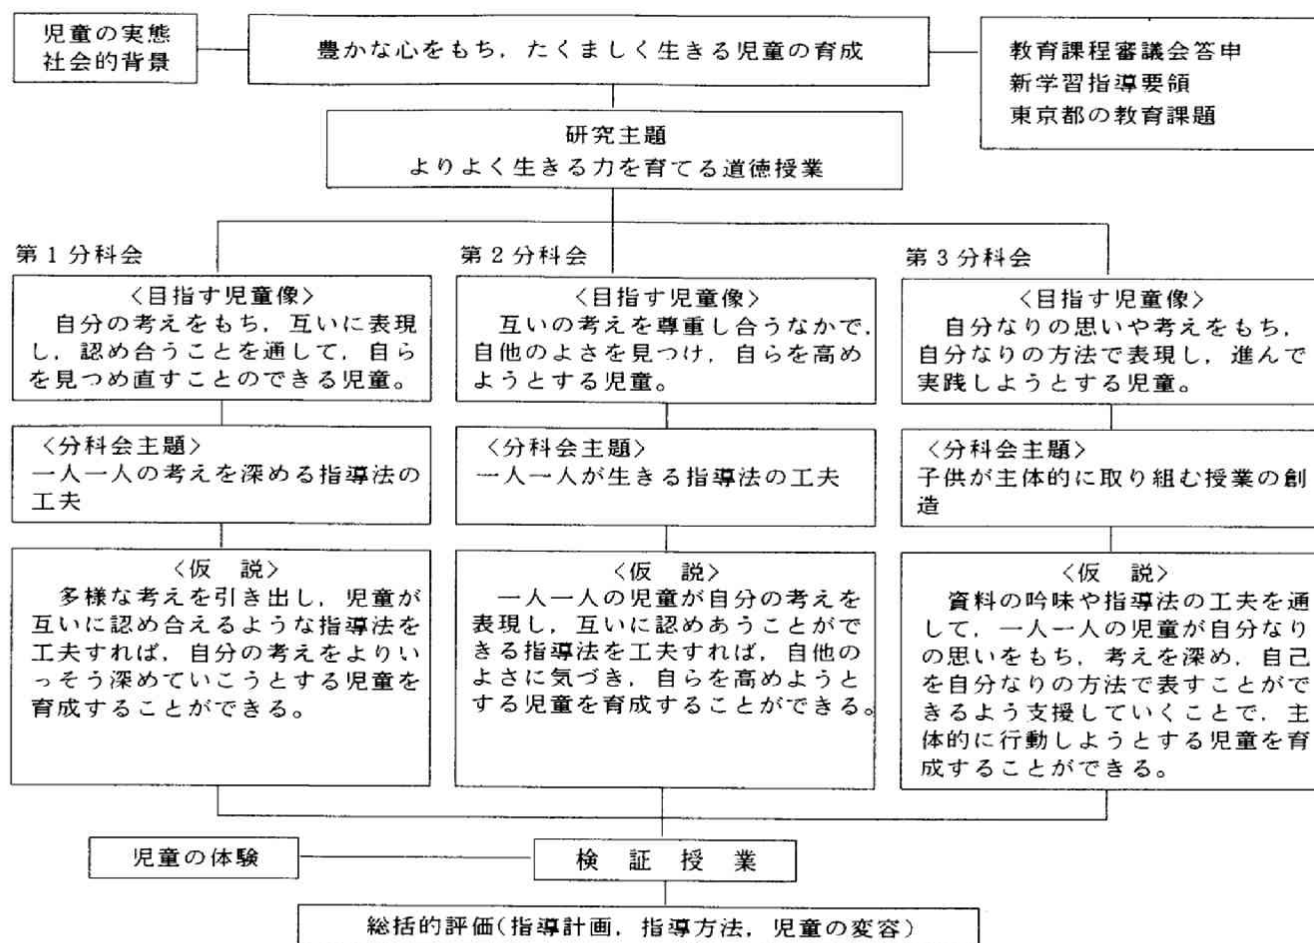 児童の実態
社会的背景
豊かな心をもち，たくましく生きる児童の育成
教育課程審議会答申
新学習指導要領
東京都の教育課題
研究主題
よりよく生きる力を育てる道徳授業
第１分科会
〈目指す児童像〉
自分の考えをもち，互いに表現
し，認め合うことを通して，自ら
を見つめ直すことのできる児童。
〈分科会主題〉
一人一人の考えを深める指導法の
工夫
〈仮　説〉
多様な考えを引き出し，児童が
互いに認め合えるような指導法を
工夫すれば，自分の考えをよりい
っそう深めていこうとする児童を
育成することができる。
第２分科会
〈目指す児童像〉
互いの考えを尊重し合うなかで，
自他のよさを見つけ，自らを高め
ようとする児童。
〈分科会主題〉
一人一人が生きる指導法の工夫
〈仮　説〉
一人一人の児童が自分の考えを
表現し，互いに認めあうことがで
きる指導法を工夫すれば，自他の
よさに気づき，自らを高めようと
する児童を育成することができる。
第３分科会
〈目指す児童像〉
自分なりの思いや考えをもち，
自分なりの方法で表現し，進んで
実践しようとする児童。
〈分科会主題〉
子供が主体的に取り組む授業の創
造
〈仮　説〉
資料の吟味や指導法の工夫を通
して，一人一人の児童が自分なり
の思いをもち，考えを深め，自己
を自分なりの方法で表すことがで
きるよう支援していくことで，主
体的に行動しようとする児童を育
成することができる。
児童の体験
検　証　授　業
総括的評価(指導計画，指導方法，児童の変容)